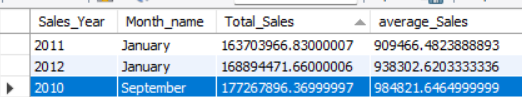 Sales_Year Month_name Total_Sales average_Sales
2011 January 163703966.83000007 909466.4823888893
2012 January 168894471.66000006 938302.6203333336
2010 September 177267896.36999997 984821.6464999999